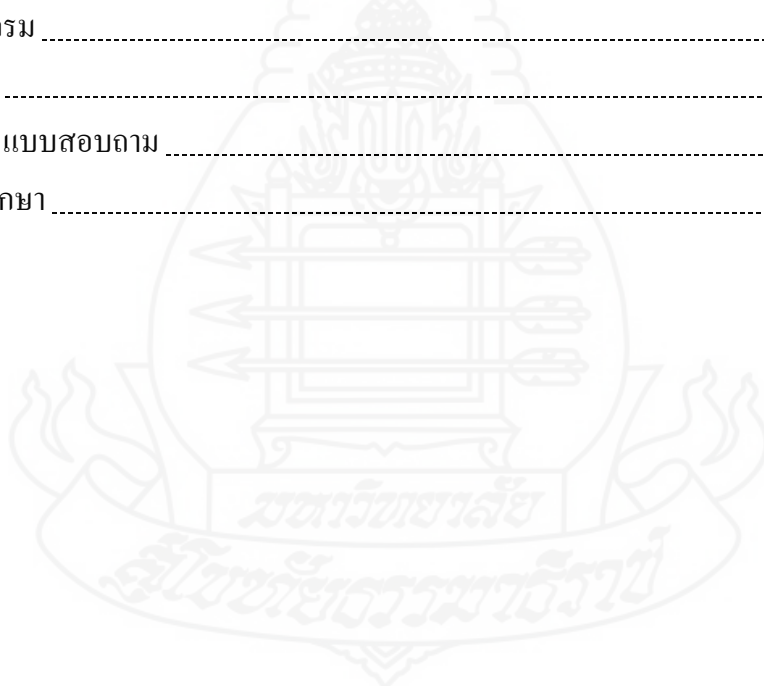 รม
แบบสอบถาม
กษา
มหาวิทยาลัย
สุโขทัยธรรมาธิราช